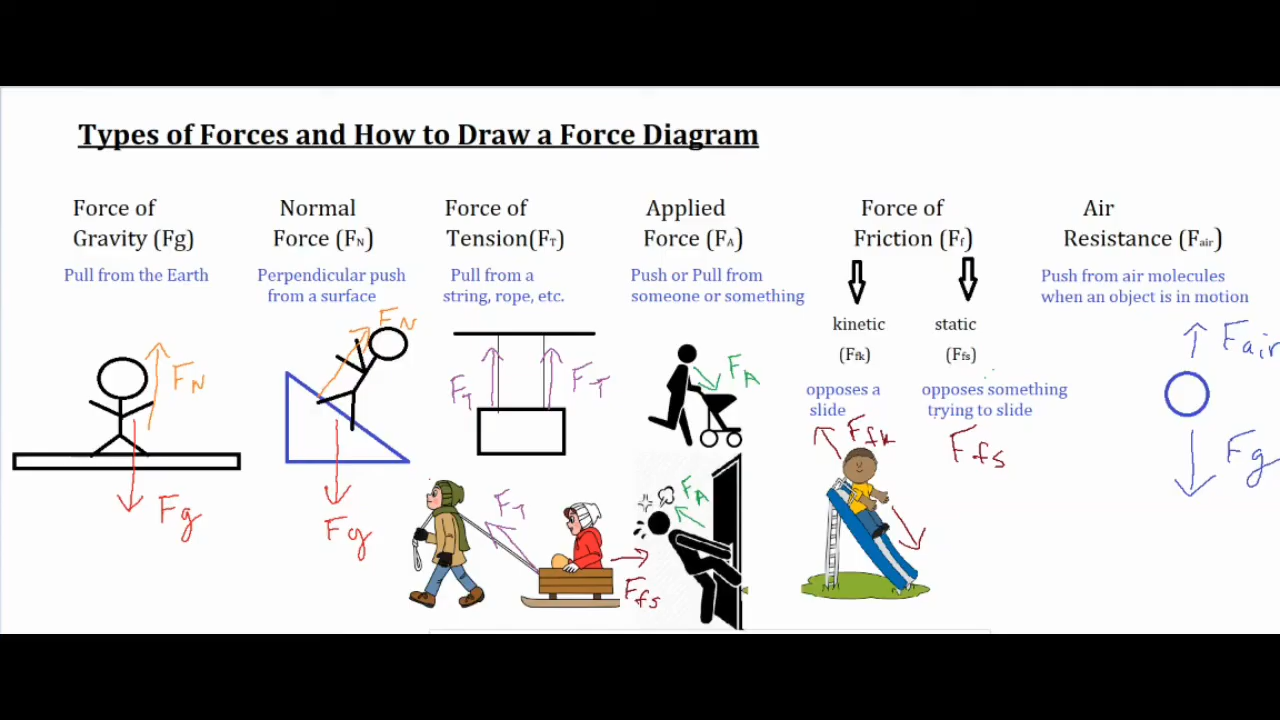 Types of Forces and How to Draw a Force Diagram
Force of
Gravity (Fg)
Pull from the Earth
FN
Fg
Normal
Force (FN)
Perpendicular push
from a surface
FN
Fg
Force of
Tension(FT)
Pull from a
string, rope, etc.
FT
FT
FT
Ffs
Applied
Force (FA)
Push or Pull from
someone or something
FA
FA
Force of
Friction (Ff)
kinetic
(Ffk)
opposes a
slide
Ffk
static
(Ffs)
opposes something
trying to slide
Ffs
Air
Resistance (Fair)
Push from air molecules
when an object is in motion
Fair
Fg